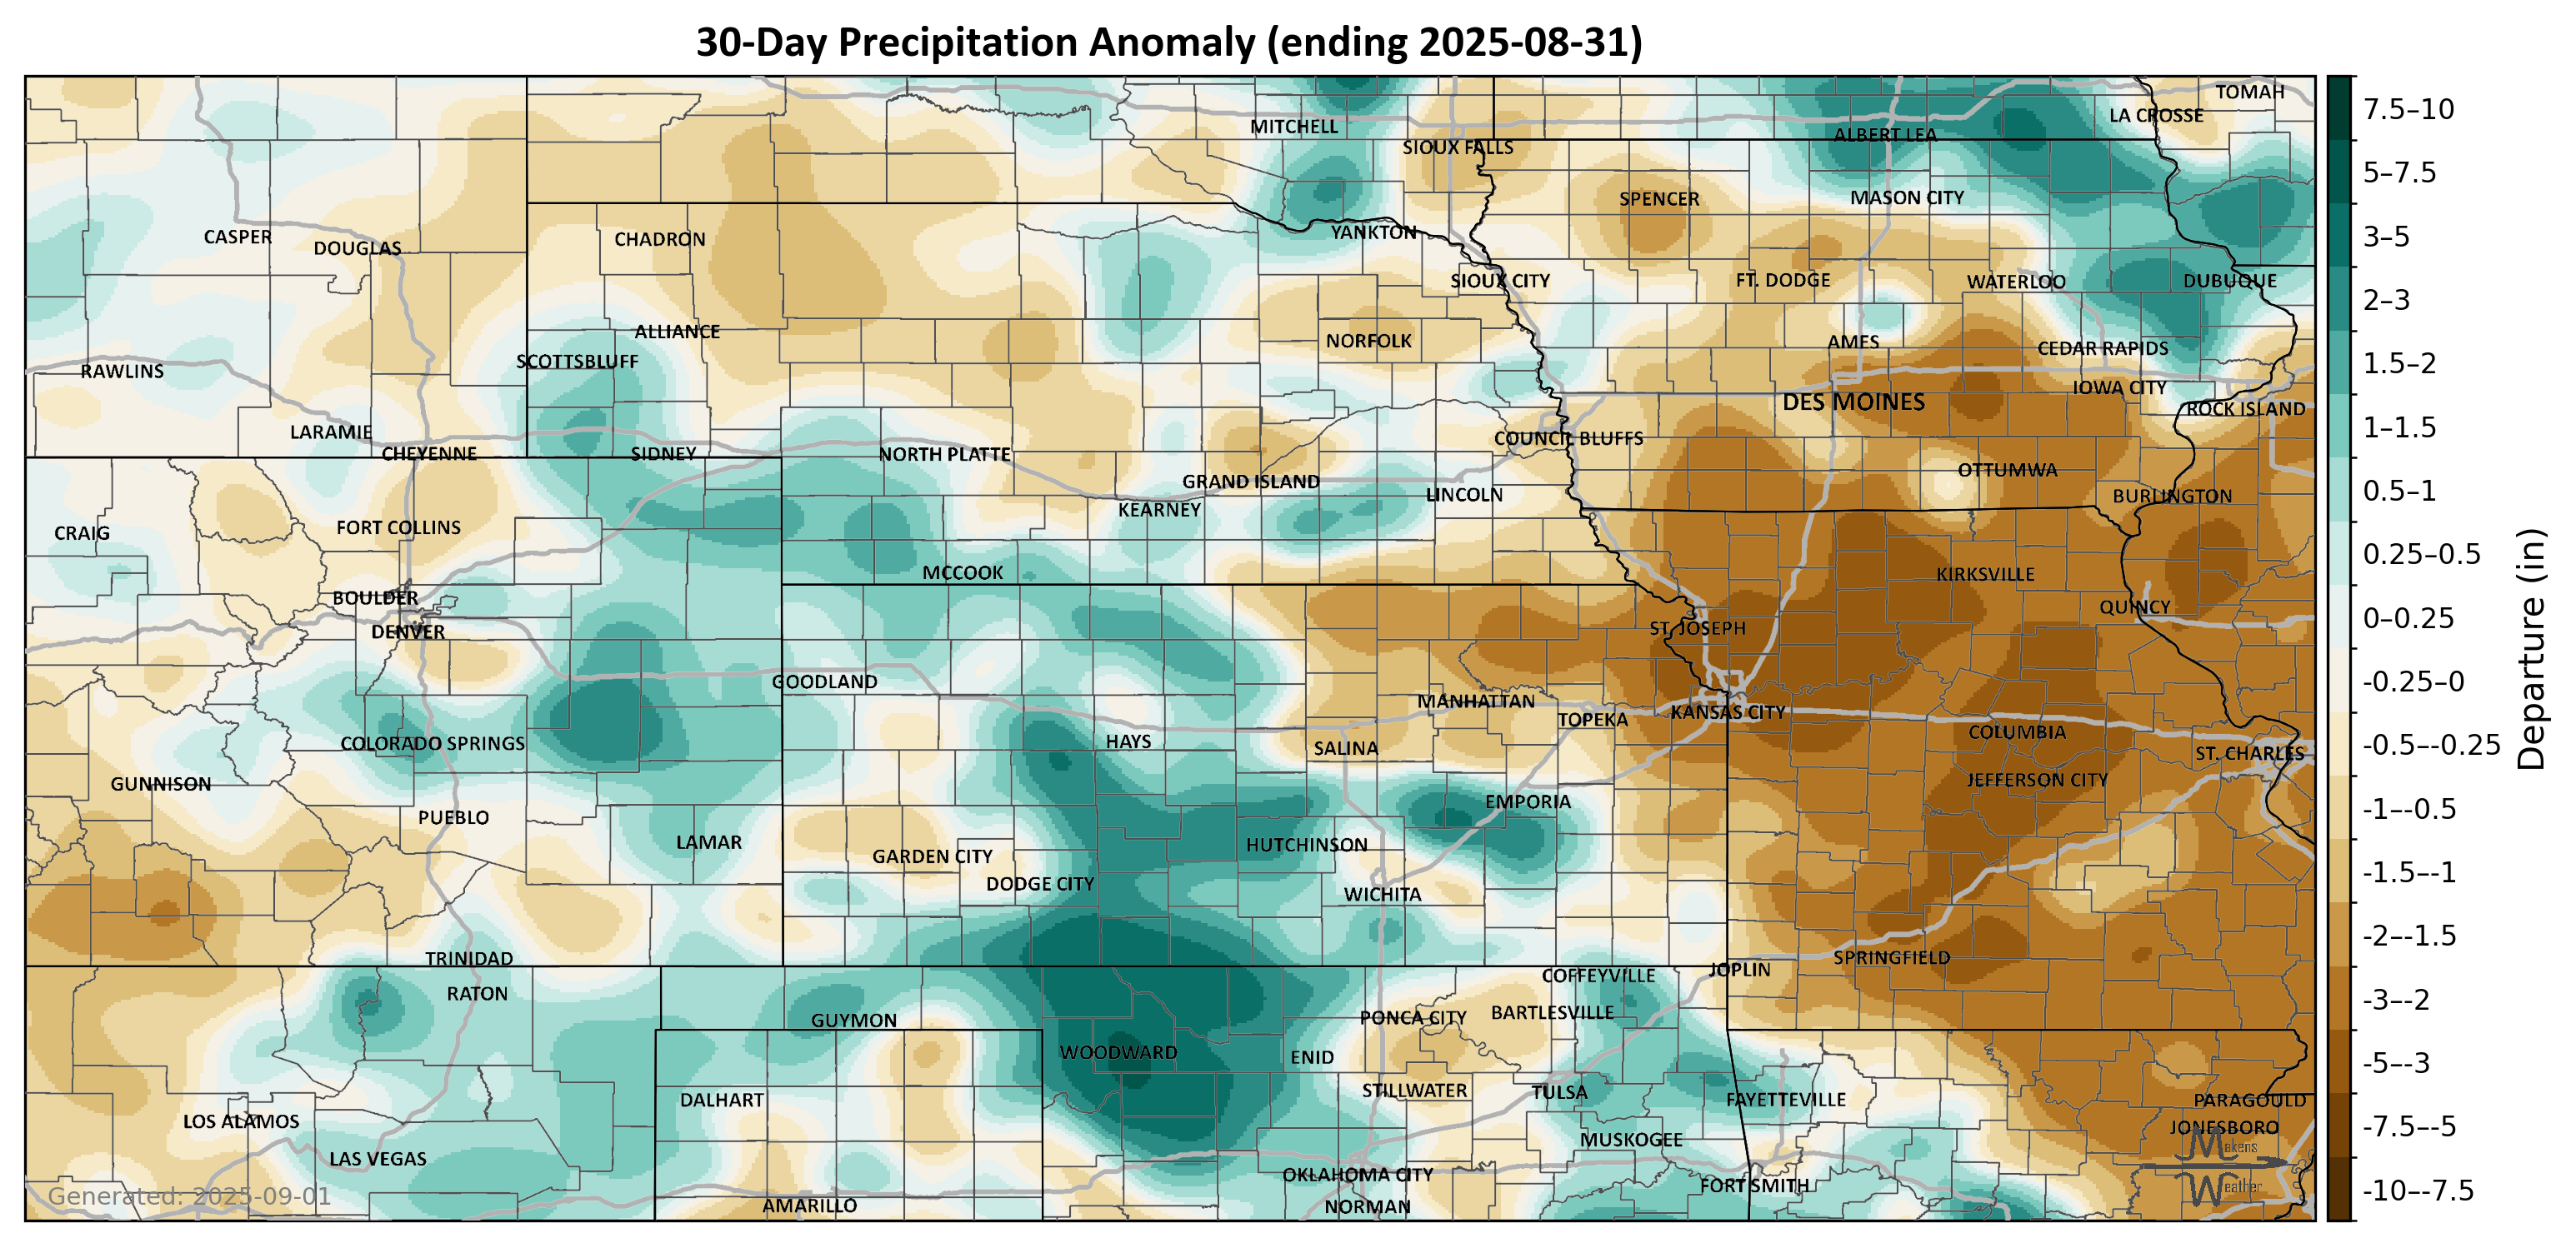 30-Day Precipitation Anomaly (ending 2025-08-31)
TOMAH
LA CROSSE
MITCHELL
ALBERT LEA
SIOUX FALLS
SPENCER
MASON CITY
YANKTON
CASPER
DOUGLAS
CHADRON
SIOUX CITY
FT. DODGE
WATERLOO
DUBUQUE
ALLIANCE
NORFOLK
AMES
CEDAR RAPIDS
SCOTTSBLUFF
RAWLINS
IOWA CITY
DES MOINES
ROCK ISLAND
LARAMIE
COUNCIL BLUFFS
CHEYENNE
SIDNEY
NORTH PLATTE
OTTUMWA
GRAND ISLAND
LINCOLN
BURLINGTON
KEARNEY
CRAIG
FORT COLLINS
MCCOOK
KIRKSVILLE
BOULDER
QUINCY
DENVER
ST. JOSEPH
GOODLAND
MANHATTAN
KANSAS CITY
TOPEKA
COLUMBIA
COLORADO SPRINGS
HAYS
SALINA
ST. CHARLES
GUNNISON
JEFFERSON CITY
EMPORIA
PUEBLO
LAMAR
HUTCHINSON
GARDEN CITY
DODGE CITY
WICHITA
TRINIDAD
SPRINGFIELD
JOPLIN
COFFEYVILLE
RATON
BARTLESVILLE
PONCA CITY
GUYMON
WOODWARD
ENID
STILLWATER
TULSA
DALHART
FAYETTEVILLE
PARAGOULD
LOS ALAMOS
JONESBORO
MUSKOGEE
Makens
LAS VEGAS
OKLAHOMA CITY
FORT SMITH
Weather
Generated: 2025-09-01
AMARILLO
NORMAN
7.5–10
5–7.5
3–5
2–3
1.5–2
1–1.5
0.5–1
0.25–0.5
0–0.25
-0.25–0
-0.5–-0.25
-1–-0.5
-1.5–-1
-2–-1.5
-3–-2
-5–-3
-7.5–-5
-10–-7.5
Departure (in)